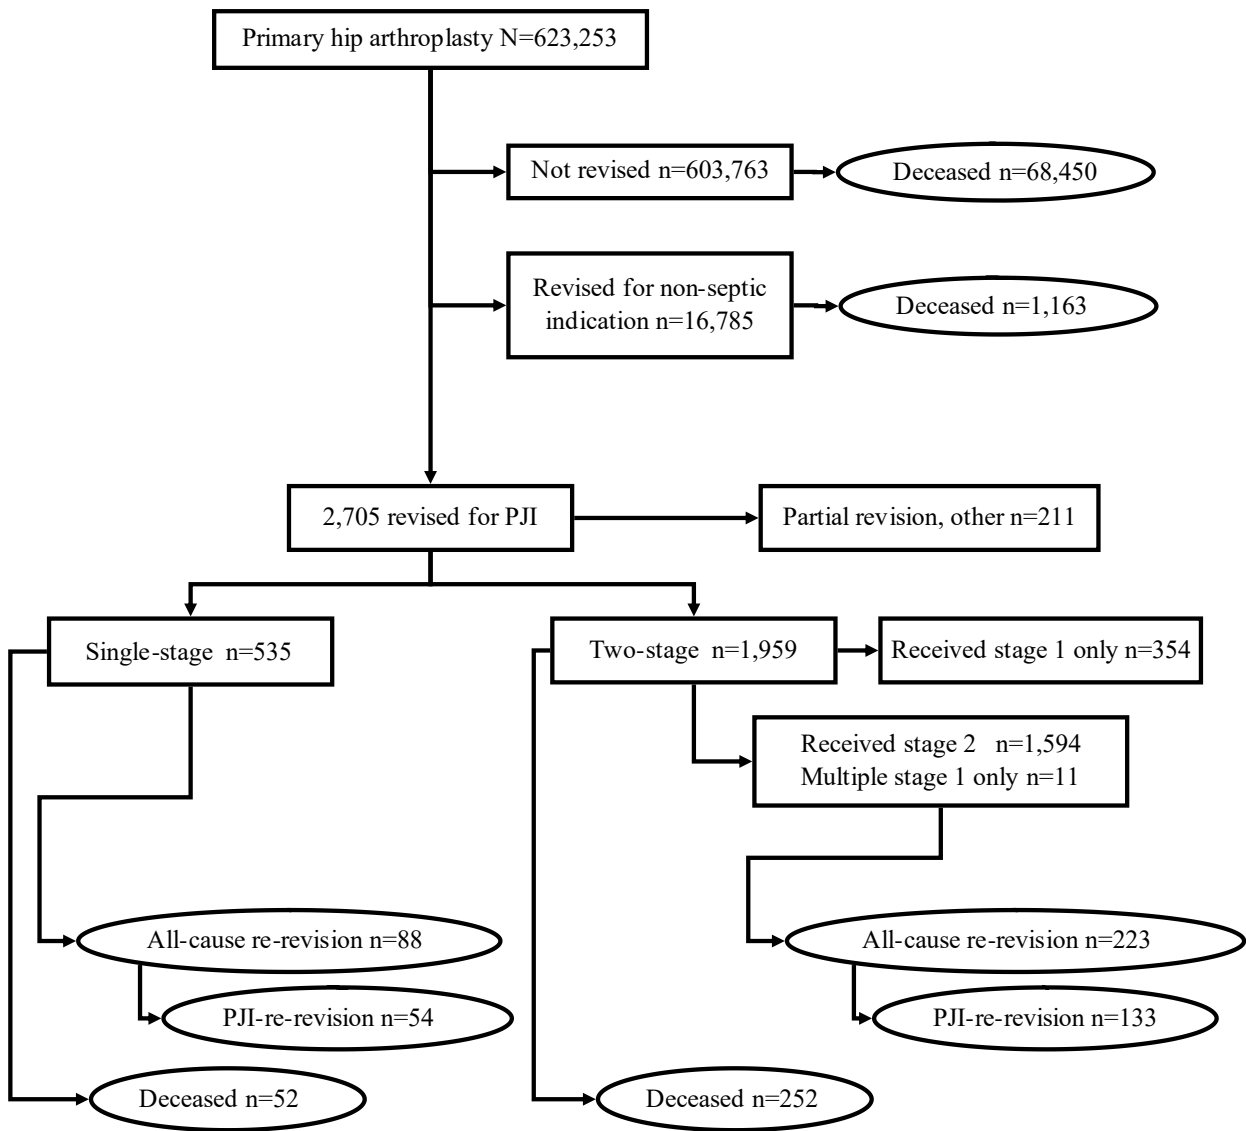 Primary hip arthroplasty N=623,253
Not revised n=603,763
Deceased n=68,450
Revised for non-septic
indication n=16,785
Deceased n=1,163
2,705 revised for PJI
Partial revision, other n=211
Single-stage n=535
Two-stage n=1,959
Received stage 1 only n=354
Received stage 2 n=1,594
Multiple stage 1 only n=11
All-cause re-revision n=88
All-cause re-revision n=223
PJI-re-revision n=54
PJI-re-revision n=133
Deceased n=52
Deceased n=252